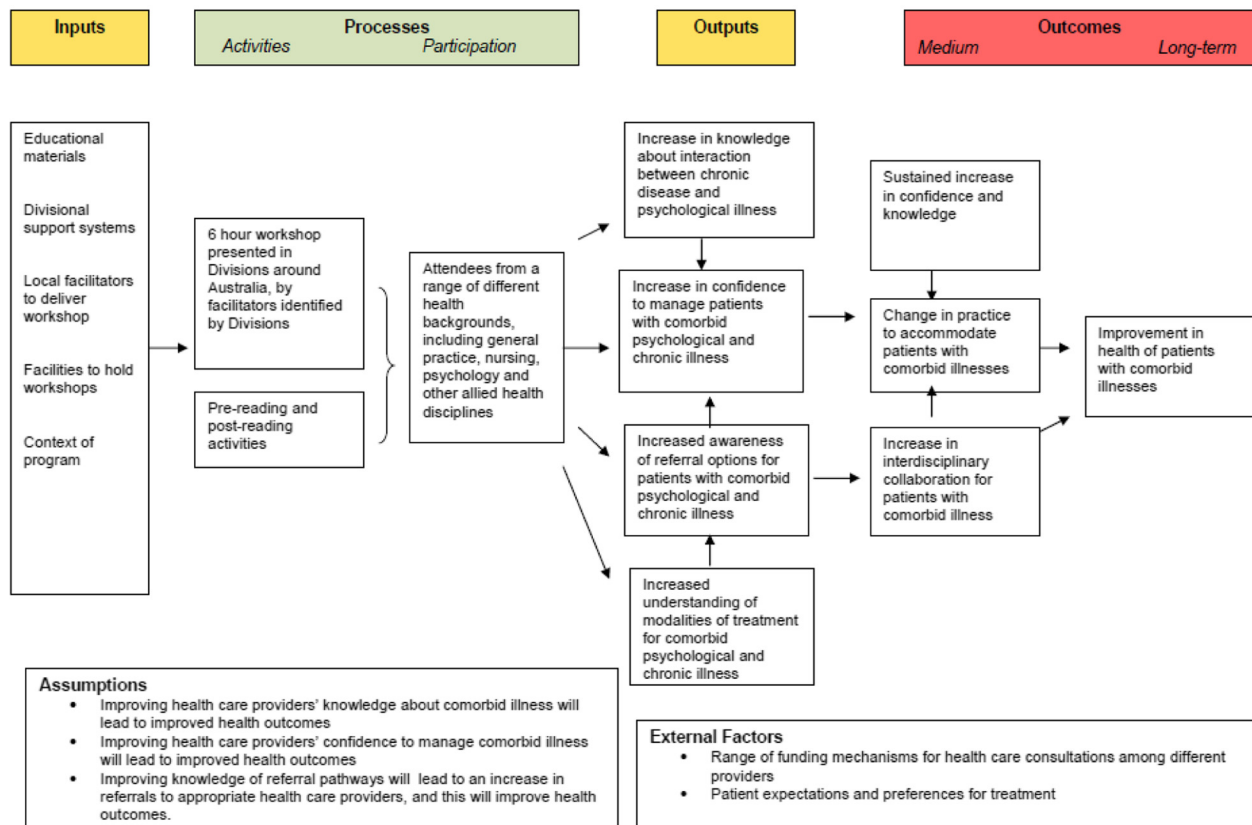 Inputs
Processes
Activities
Participation
Outputs
Outcomes
Medium
Long-term
Educational
materials
Divisional
support systems
Local facilitators
to deliver
workshop
Facilities to hold
workshops
Context of
program
6 hour workshop
presented in
Divisions around
Australia, by
facilitators identified
by Divisions
Pre-reading and
post-reading
activities
Attendees from a
range of different
health
backgrounds,
including general
practice, nursing,
psychology and
other allied health
disciplines
Increase in knowledge
about interaction
between chronic
disease and
psychological illness
Increase in confidence
to manage patients
with comorbid
psychological and
chronic illness
Increased awareness
of referral options for
patients with comorbid
psychological and
chronic illness
Increased
understanding of
modalities of treatment
for comorbid
psychological and
chronic illness
Sustained increase
in confidence and
knowledge
Change in practice
to accommodate
patients with
comorbid illnesses
Increase in
interdisciplinary
collaboration for
patients with
comorbid illness
Improvement in
health of patients
with comorbid
illnesses
Assumptions
• Improving health care providers' knowledge about comorbid illness will
lead to improved health outcomes
• Improving health care providers' confidence to manage comorbid illness
will lead to improved health outcomes
• Improving knowledge of referral pathways will lead to an increase in
referrals to appropriate health care providers, and this will improve health
outcomes.
External Factors
• Range of funding mechanisms for health care consultations among different
providers
• Patient expectations and preferences for treatment